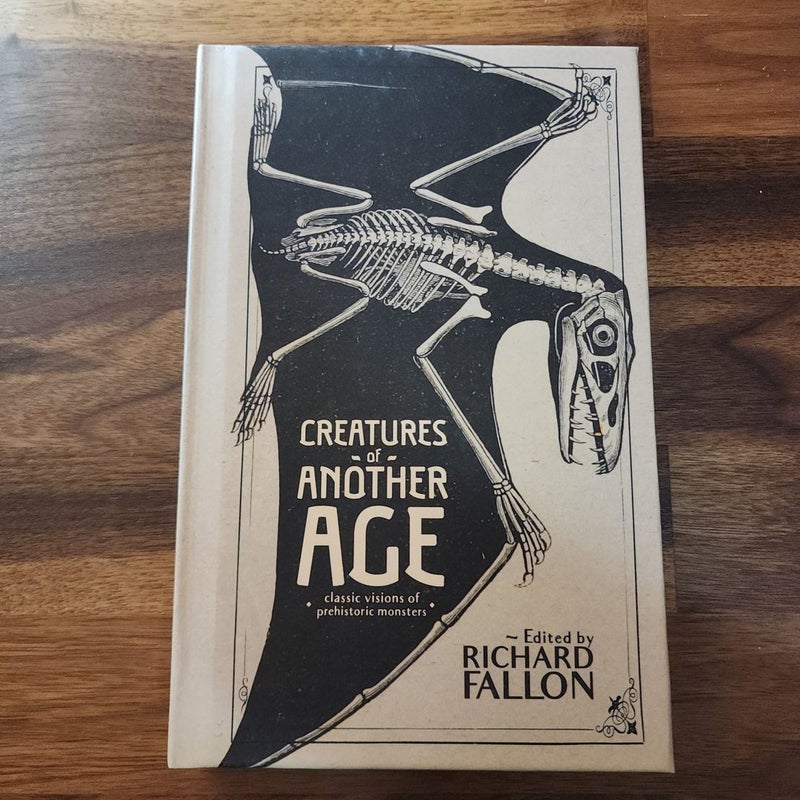 CREATURES
of
ANOTHER
AGE
classic visions of
prehistoric monsters
~ Edited by
RICHARD
FALLON